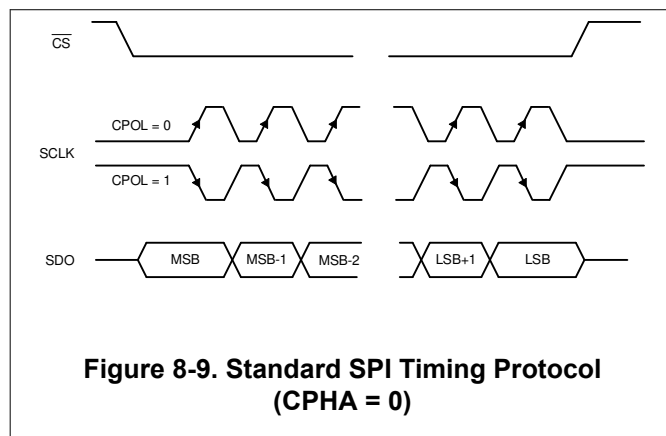 CS
CPOL = 0
SCLK
CPOL = 1
SDO
MSB
MSB-1
MSB-2
LSB+1
LSB
Figure 8-9. Standard SPI Timing Protocol
(CPHA = 0)